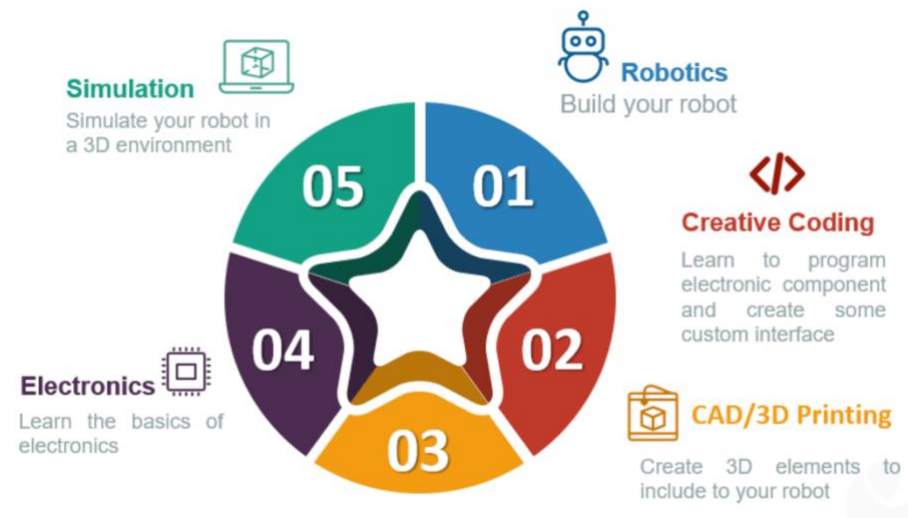 Robotics
Build your robot
Creative Coding
Learn to program
electronic component
and create some
custom interface
CAD/3D Printing
Create 3D elements to
include to your robot
Electronics
Learn the basics of
electronics
Simulation
Simulate your robot in
a 3D environment
01
02
03
04
05